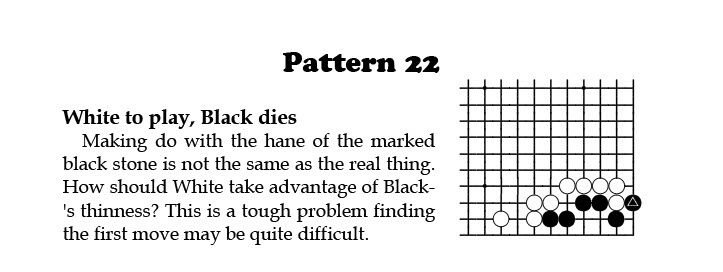 Pattern 22
White to play, Black dies
Making do with the hane of the marked
black stone is not the same as the real thing.
How should White take advantage of Black-
's thinness? This is a tough problem finding
the first move may be quite difficult.